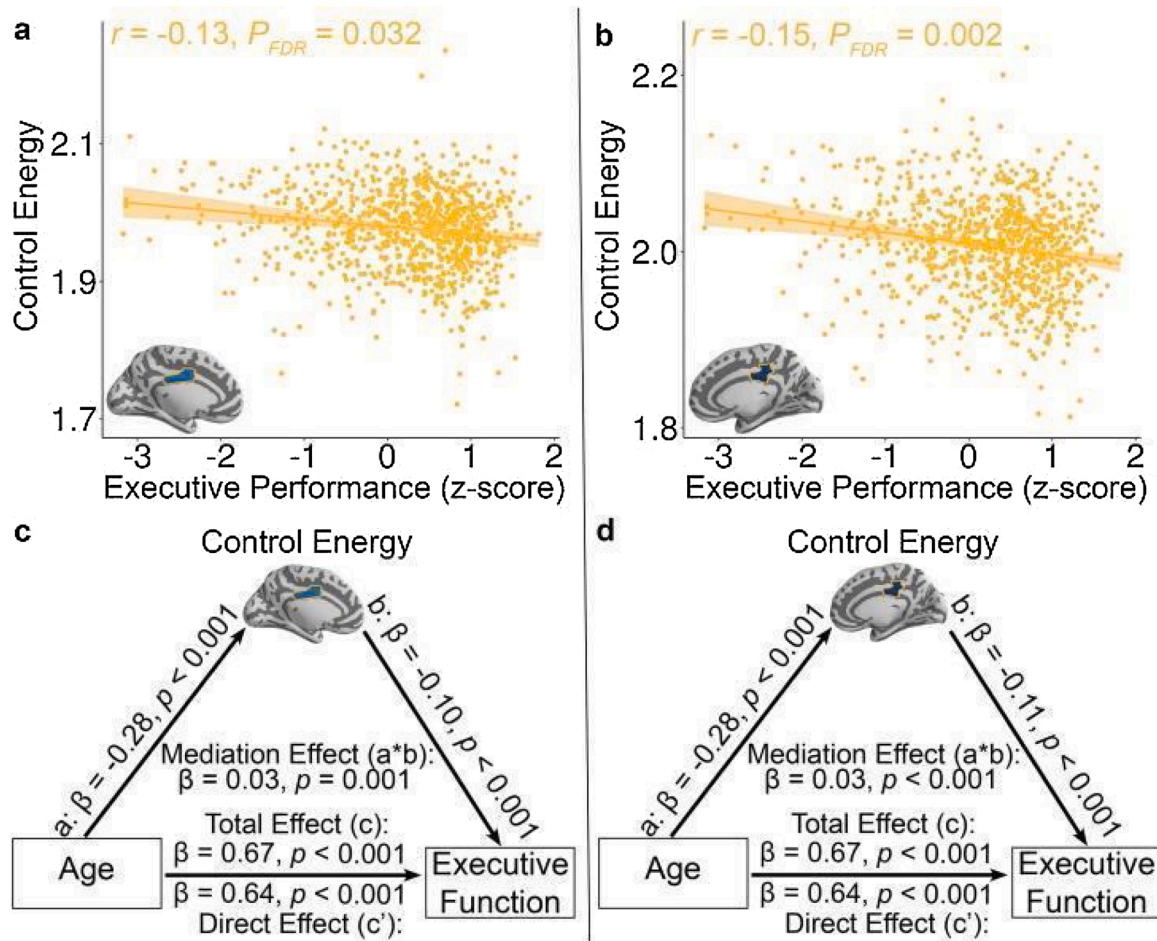 a
r = -0.13, P_FDR = 0.032
Control Energy
2.1
1.9
1.7
-3 -2 -1 0 1 2
Executive Performance (z-score)
b
r = -0.15, P_FDR = 0.002
Control Energy
2.2
2.0
1.8
-3 -2 -1 0 1 2
Executive Performance (z-score)
c
Control Energy
a: β = -0.28, p < 0.001
b: β = -0.10, p < 0.001
Mediation Effect (a*b):
β = 0.03, p = 0.001
Total Effect (c):
β = 0.67, p < 0.001
Age
Executive
Function
β = 0.64, p < 0.001
Direct Effect (c'):
d
Control Energy
a: β = -0.28, p < 0.001
b: β = -0.11, p < 0.001
Mediation Effect (a*b):
β = 0.03, p < 0.001
Total Effect (c):
β = 0.67, p < 0.001
Age
Executive
Function
β = 0.64, p < 0.001
Direct Effect (c'):